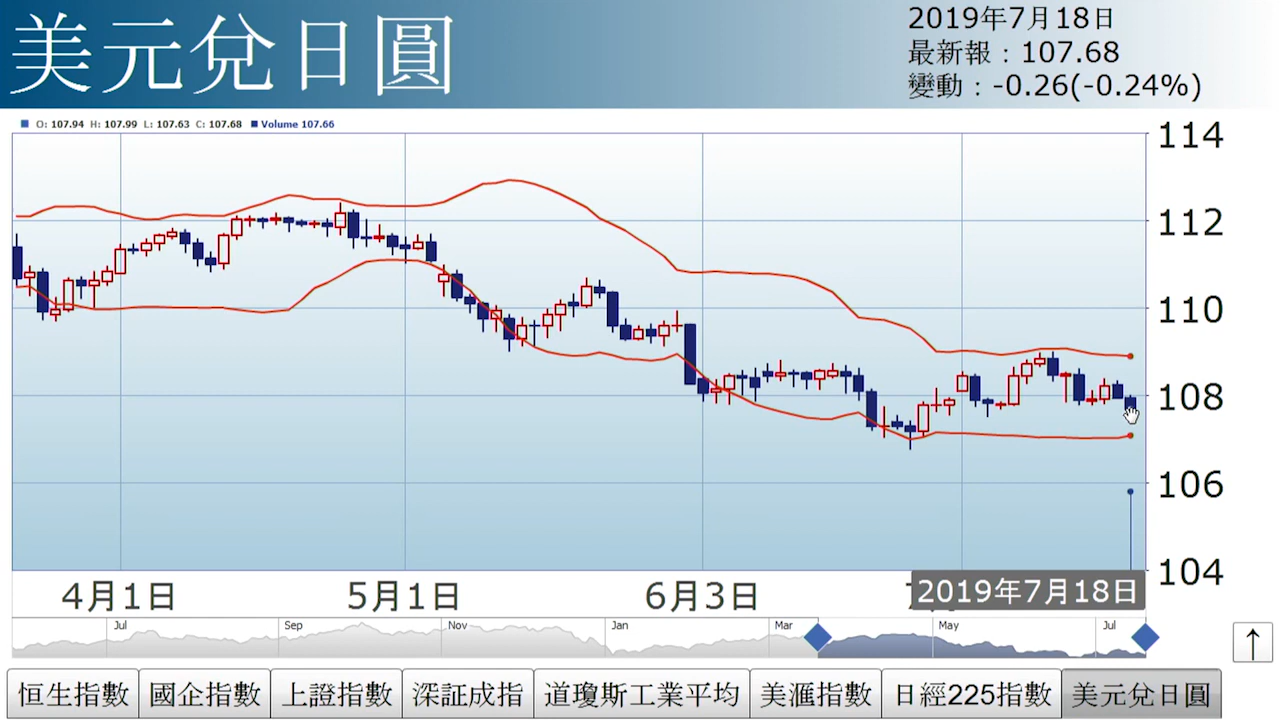 美元兌日圓
2019年7月18日
最新報：107.68
變動：-0.26(-0.24%)
O: 107.94 H: 107.99 L: 107.63 C: 107.68 Volume 107.66
114
112
110
108
106
104
4月1日 5月1日 6月3日 2019年7月18日
Jul Sep Nov Jan Mar May Jul
↑
恒生指數 國企指數 上證指數 深証成指 道瓊斯工業平均 美滙指數 日經225指數 美元兌日圓